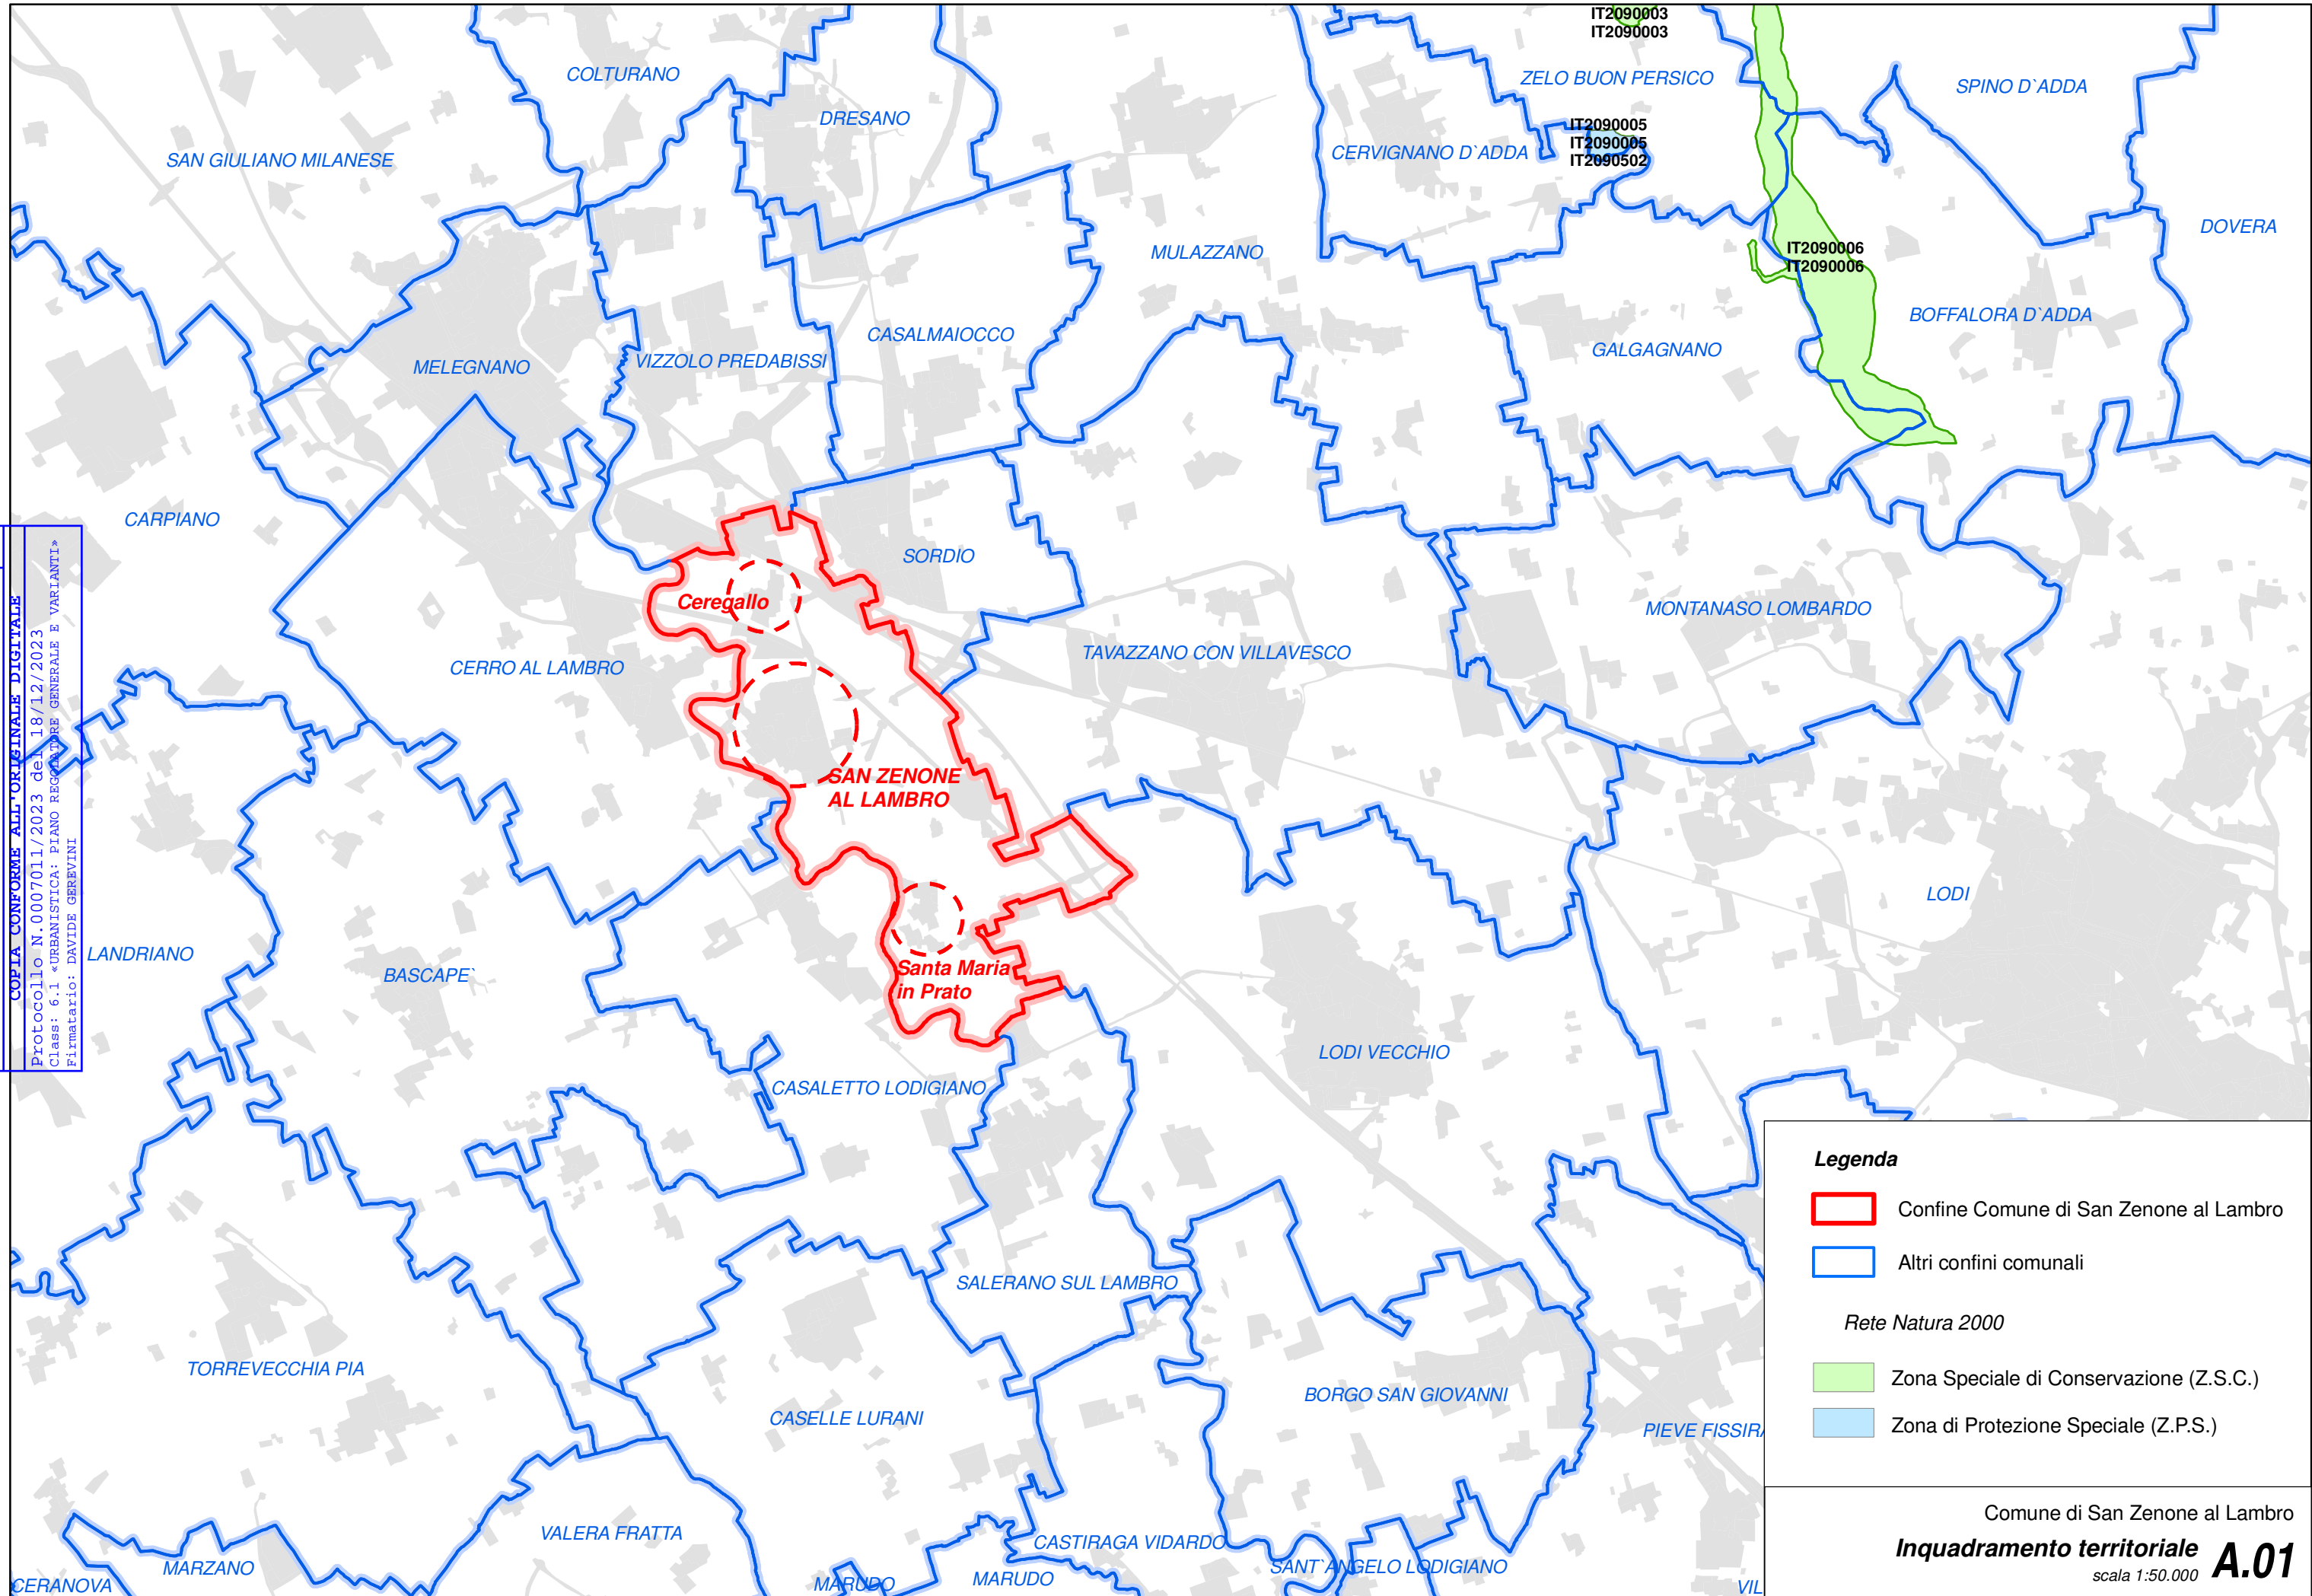 IT2090003
IT2090003
COLTURANO
ZELO BUON PERSICO
SPINO D`ADDA
DRESANO
IT2090005
IT2090005
IT2090502
SAN GIULIANO MILANESE
CERVIGNANO D`ADDA
DOVERA
MULAZZANO
IT2090006
IT2090006
BOFFALORA D`ADDA
CASALMAIOCCO
GALGAGNANO
MELEGNANO
VIZZOLO PREDABISSI
CARPIANO
SORDIO
Ceregallo
MONTANASO LOMBARDO
TAVAZZANO CON VILLAVESCO
CERRO AL LAMBRO
SAN ZENONE
AL LAMBRO
COPIA CONFORME ALL'ORIGINALE DIGITALE
Protocollo N.0007011/2023 del 18/12/2023
Class: 6.1 «URBANISTICA: PIANO REGOLATORE GENERALE E VARIANTI»
Firmatario: DAVIDE GEREVINI
LODI
LANDRIANO
BASCAPE`
Santa Maria
in Prato
LODI VECCHIO
CASALETTO LODIGIANO
SALERANO SUL LAMBRO
TORREVECCHIA PIA
BORGO SAN GIOVANNI
CASELLE LURANI
PIEVE FISSIRA
VALERA FRATTA
CASTIRAGA VIDARDO
MARZANO
SANT`ANGELO LODIGIANO
MARUDO
MARUDO
CERANOVA
VIL
Legenda
Confine Comune di San Zenone al Lambro
Altri confini comunali
Rete Natura 2000
Zona Speciale di Conservazione (Z.S.C.)
Zona di Protezione Speciale (Z.P.S.)
Comune di San Zenone al Lambro
Inquadramento territoriale A.01
scala 1:50.000